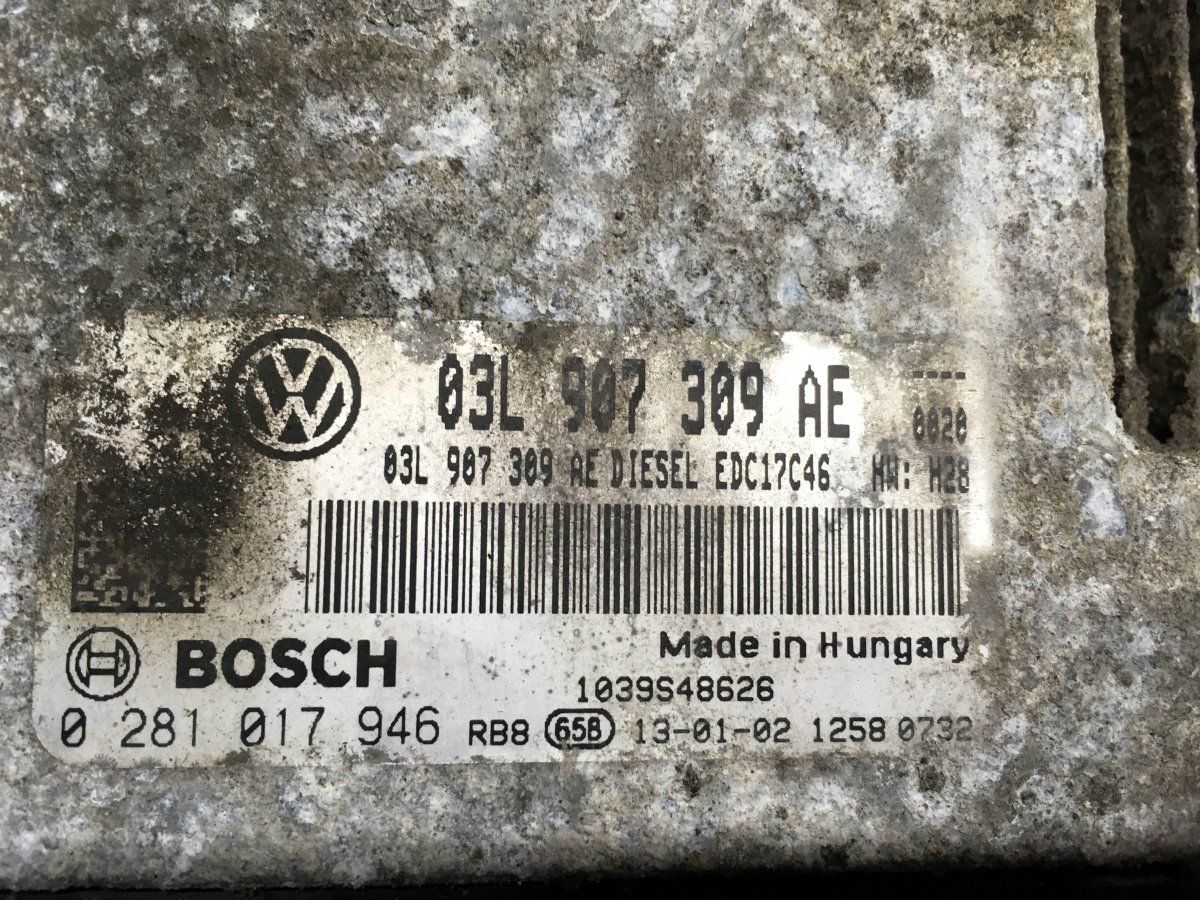 03L 907 309 AE ----
0020
03L 907 309 AE DIESEL EDC17C46 HW: H28
BOSCH
Made in Hungary
1039S48626
0 281 017 946 RB8 65B 13-01-02 1258 0732